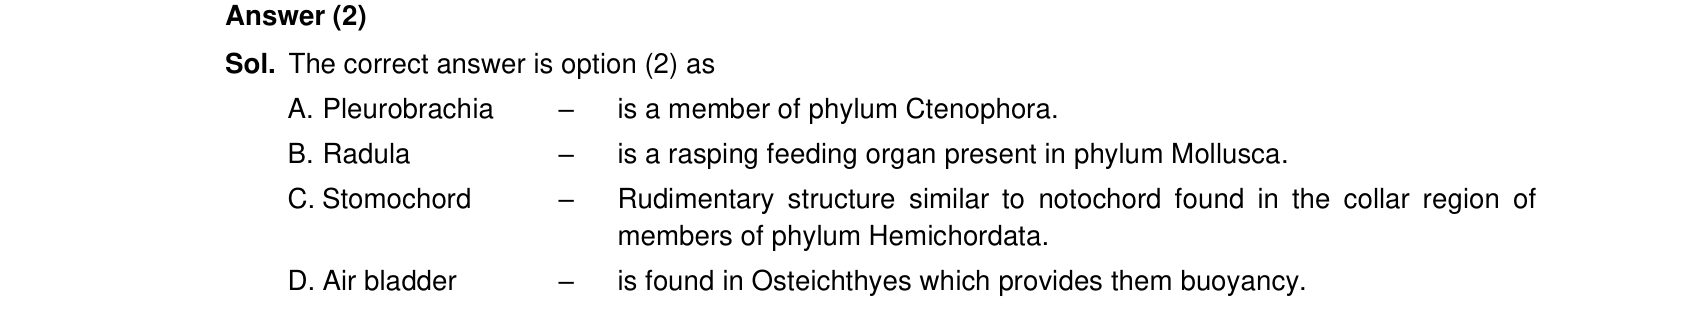 Answer (2)
Sol. The correct answer is option (2) as
A. Pleurobrachia – is a member of phylum Ctenophora.
B. Radula – is a rasping feeding organ present in phylum Mollusca.
C. Stomochord – Rudimentary structure similar to notochord found in the collar region of
members of phylum Hemichordata.
D. Air bladder – is found in Osteichthyes which provides them buoyancy.